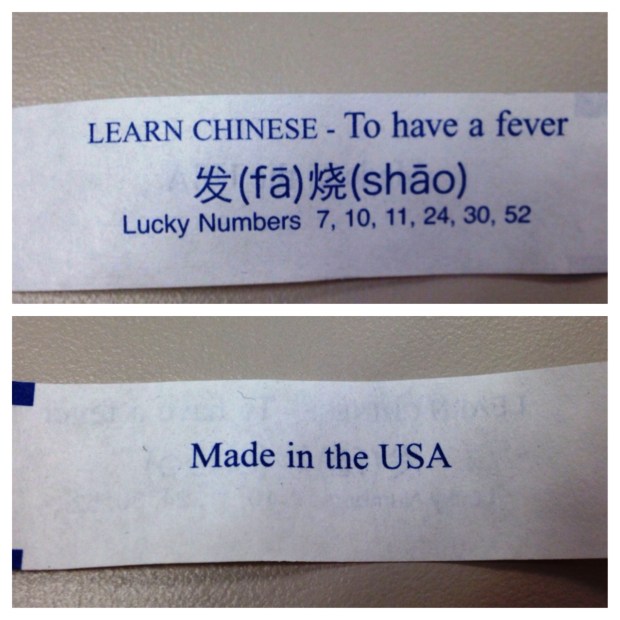 LEARN CHINESE - To have a fever
发(fā)烧(shāo)
Lucky Numbers 7, 10, 11, 24, 30, 52
Made in the USA